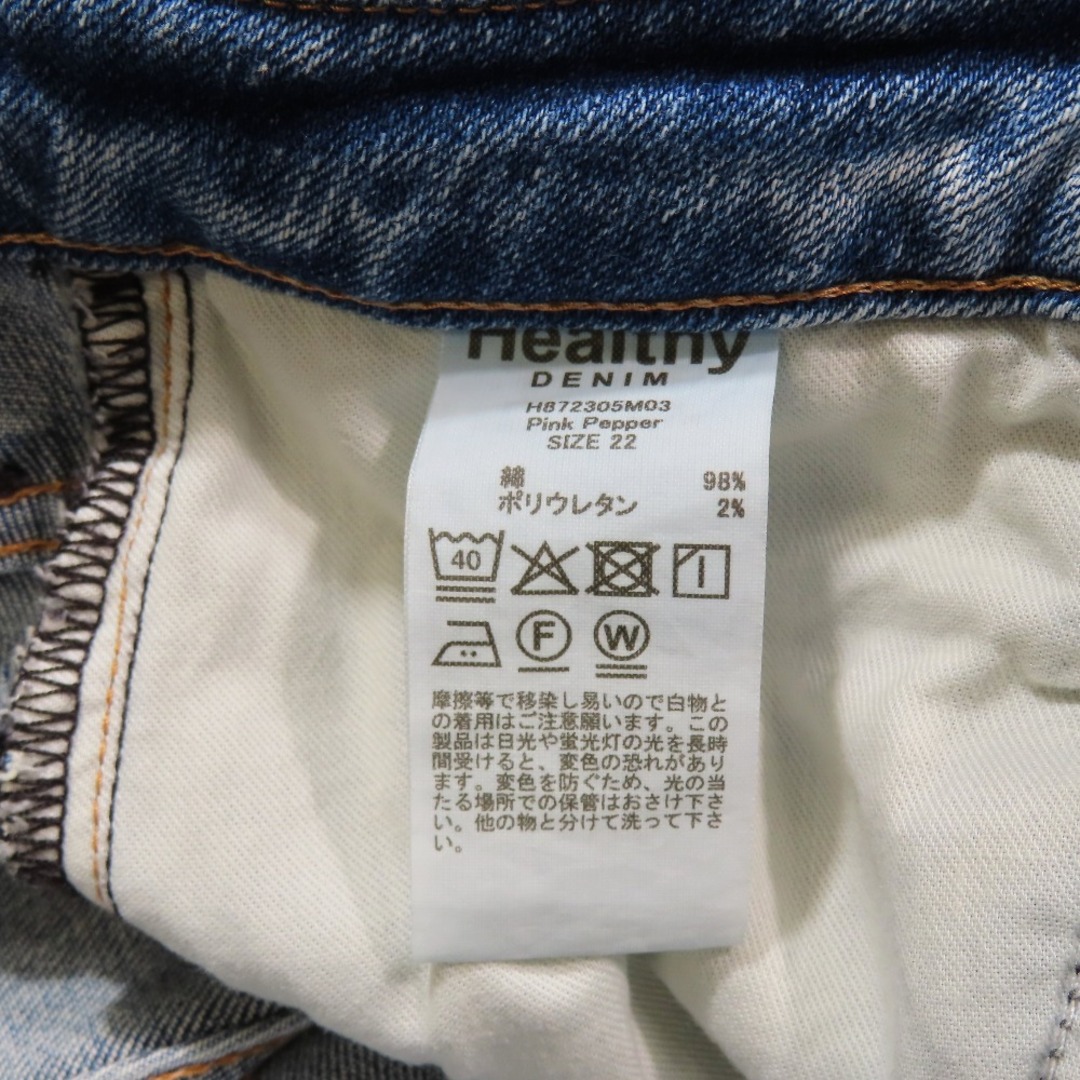 Healthy
DENIM
H872305M03
Pink Pepper
SIZE 22
綿 98%
ポリウレタン 2%
40
F W
摩擦等で移染し易いので白物と
の着用はご注意願います。この
製品は日光や蛍光灯の光を長時
間受けると、変色の恐れがあり
ます。変色を防ぐため、光の当
たる場所での保管はおさけ下さ
い。他の物と分けて洗って下さ
い。